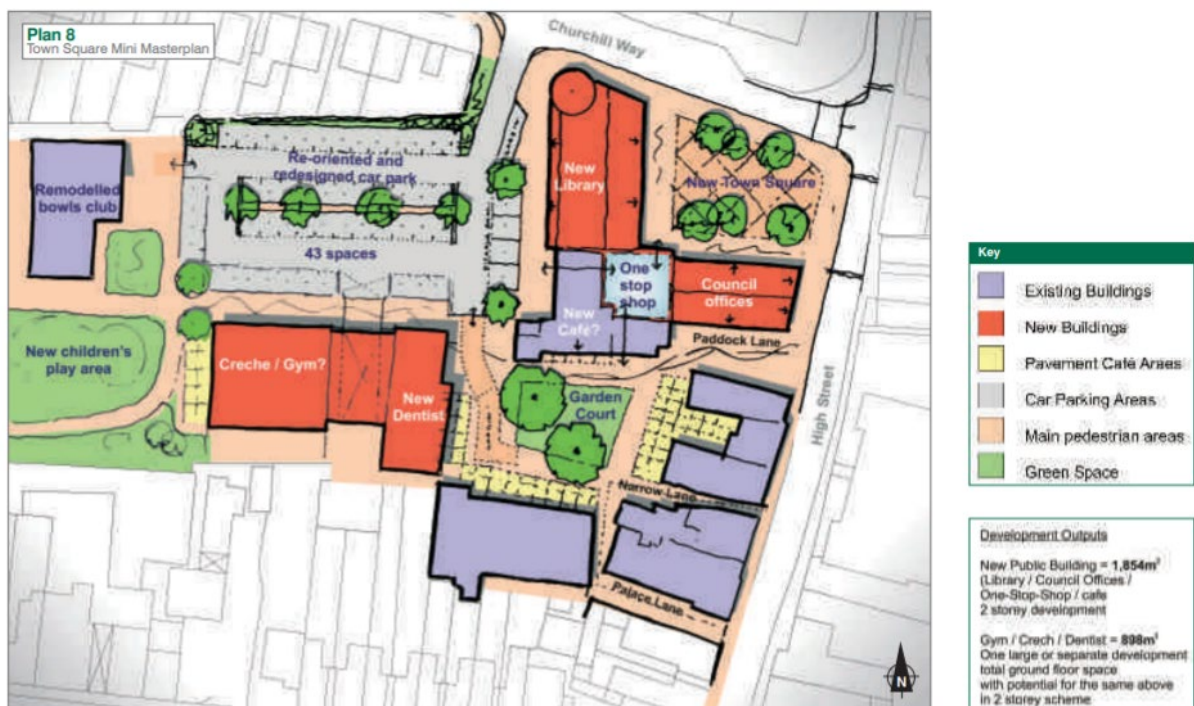 Plan 8
Town Square Mini Masterplan
Churchill Way
Re-oriented and
redesigned car park
Remodelled
bowls club
43 spaces
New
Library
New Town Square
One
stop
shop
Council
offices
New
Café?
Paddock Lane
New children's
play area
Creche / Gym?
New
Dentist
Garden
Court
High Street
Narrow Lane
Palace Lane
N
Key
Existing Buildings
New Buildings
Pavement Café Areas
Car Parking Areas
Main pedestrian areas
Green Space
Development Outputs
New Public Building = 1,854m²
(Library / Council Offices /
One-Stop-Shop / cafe
2 storey development
Gym / Crech / Dentist = 898m²
One large or separate development
total ground floor space
with potential for the same above
in 2 storey scheme